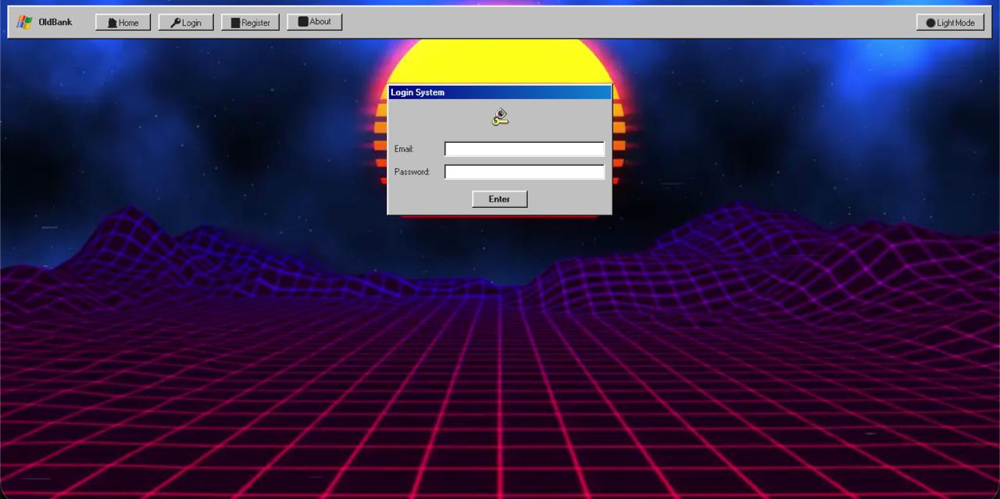 OldBank Home Login Register About Light Mode
Login System
Email:
Password:
Enter